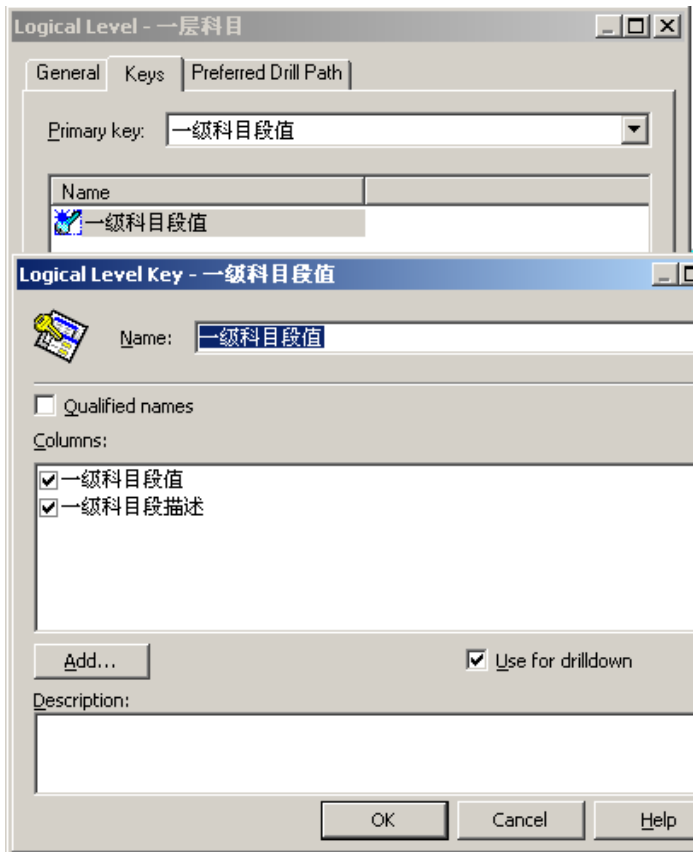 Logical Level - 一层科目
General Keys Preferred Drill Path
Primary key: 一级科目段值
Name
一级科目段值
Logical Level Key - 一级科目段值
Name: 一级科目段值
Qualified names
Columns:
一级科目段值
一级科目段描述
Add... Use for drilldown
Description:
OK Cancel Help